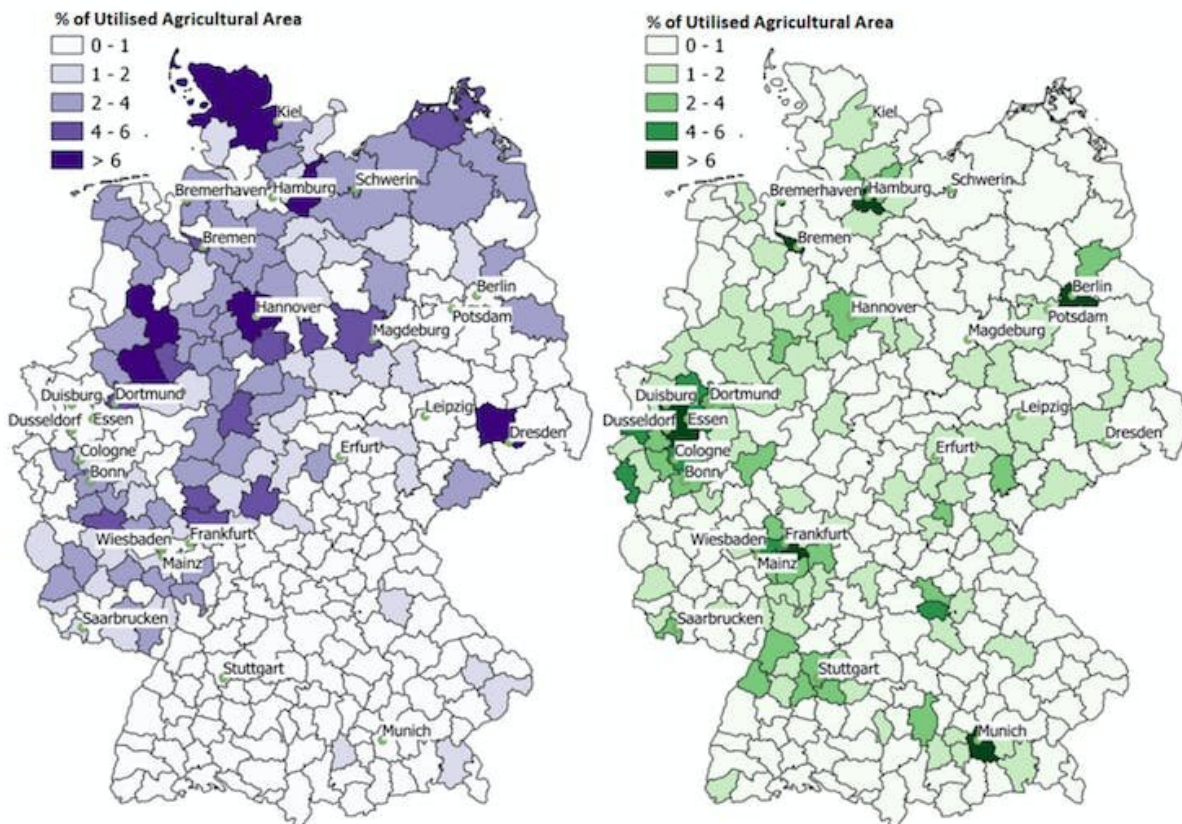 % of Utilised Agricultural Area
0 - 1
1 - 2
2 - 4
4 - 6
> 6
Kiel
Bremerhaven
Hamburg
Schwerin
Bremen
Berlin
Hannover
Potsdam
Magdeburg
Duisburg
Dortmund
Essen
Dusseldorf
Leipzig
Dresden
Cologne
Erfurt
Bonn
Wiesbaden
Frankfurt
Mainz
Saarbrucken
Stuttgart
Munich
% of Utilised Agricultural Area
0 - 1
1 - 2
2 - 4
4 - 6
> 6
Kiel
Bremerhaven
Hamburg
Schwerin
Bremen
Berlin
Hannover
Potsdam
Magdeburg
Duisburg
Dortmund
Essen
Dusseldorf
Leipzig
Dresden
Cologne
Erfurt
Bonn
Wiesbaden
Frankfurt
Mainz
Saarbrucken
Stuttgart
Munich